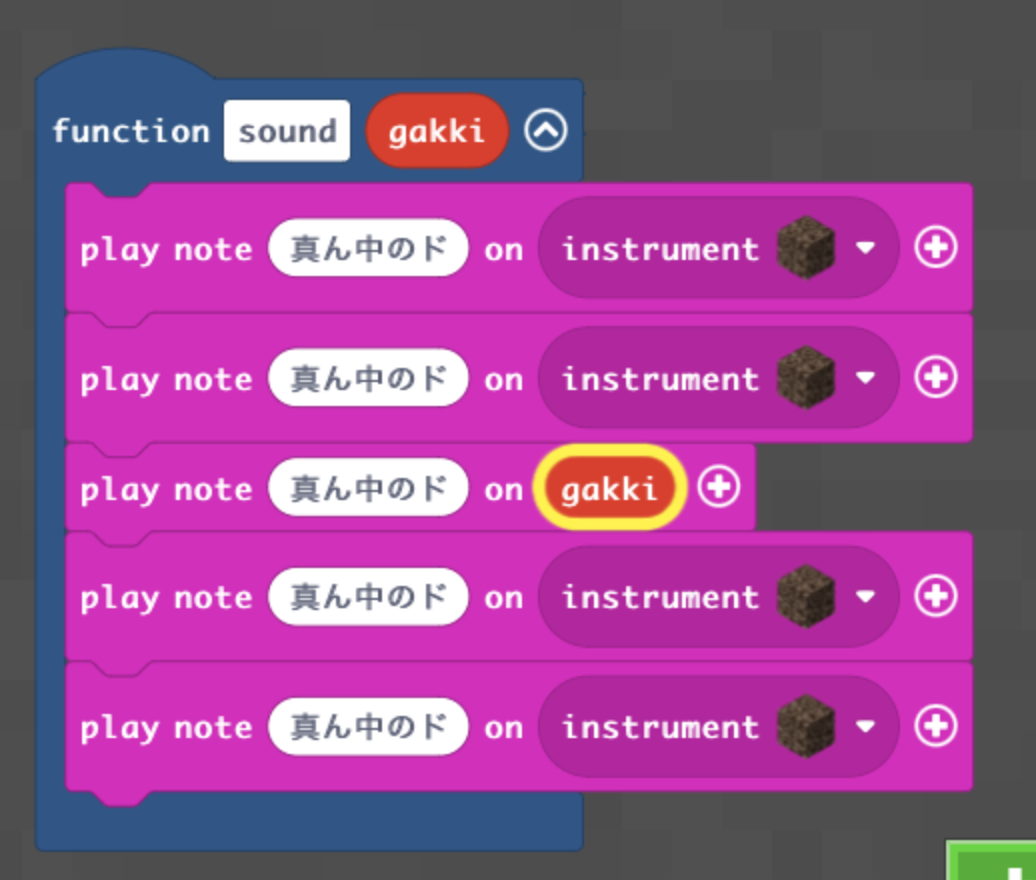 function sound gakki
play note 真ん中のド on instrument
play note 真ん中のド on instrument
play note 真ん中のド on gakki
play note 真ん中のド on instrument
play note 真ん中のド on instrument